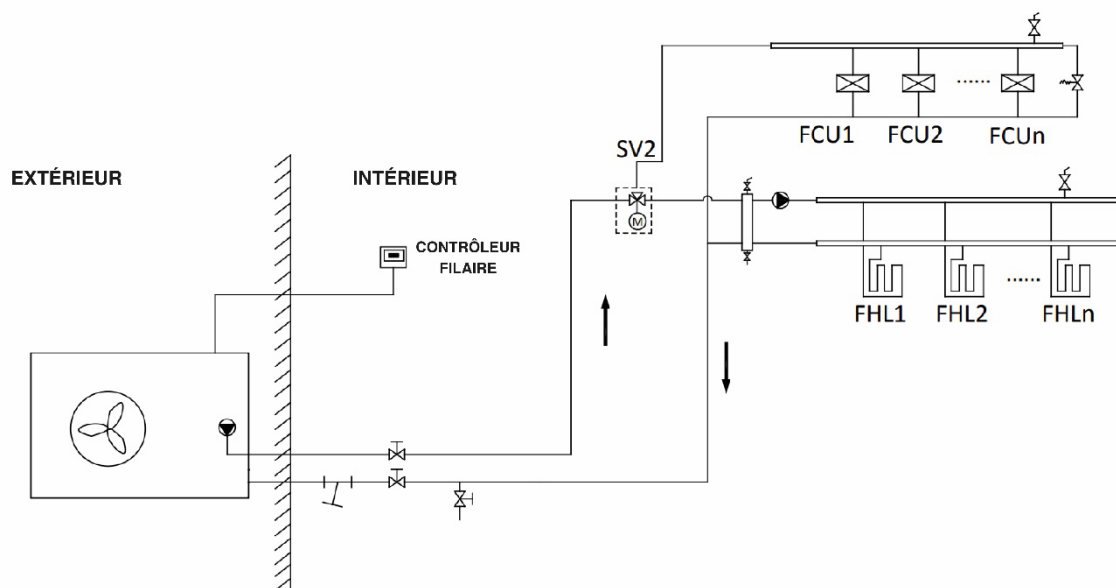 FCU1
FCU2
......
FCUn
SV2
EXTÉRIEUR
INTÉRIEUR
M
CONTRÔLEUR
FILAIRE
FHL1
FHL2
......
FHLn